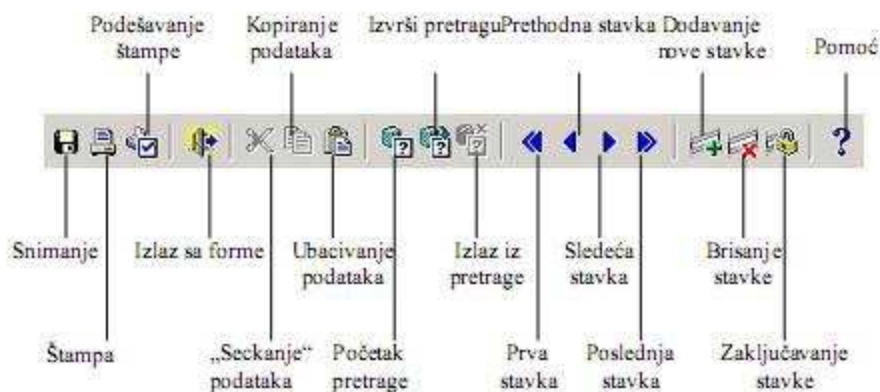 Podešavanje
štampe
Kopiranje
podataka
Izvrši pretragu
Prethodna stavka
Dodavanje
nove stavke
Pomoć
Snimanje
Izlaz sa forme
Ubacivanje
podataka
Izlaz iz
pretrage
Sledeća
stavka
Brisanje
stavke
Štampa
„Seckanje“
podataka
Početak
pretrage
Prva
stavka
Poslednja
stavka
Zaključavanje
stavke